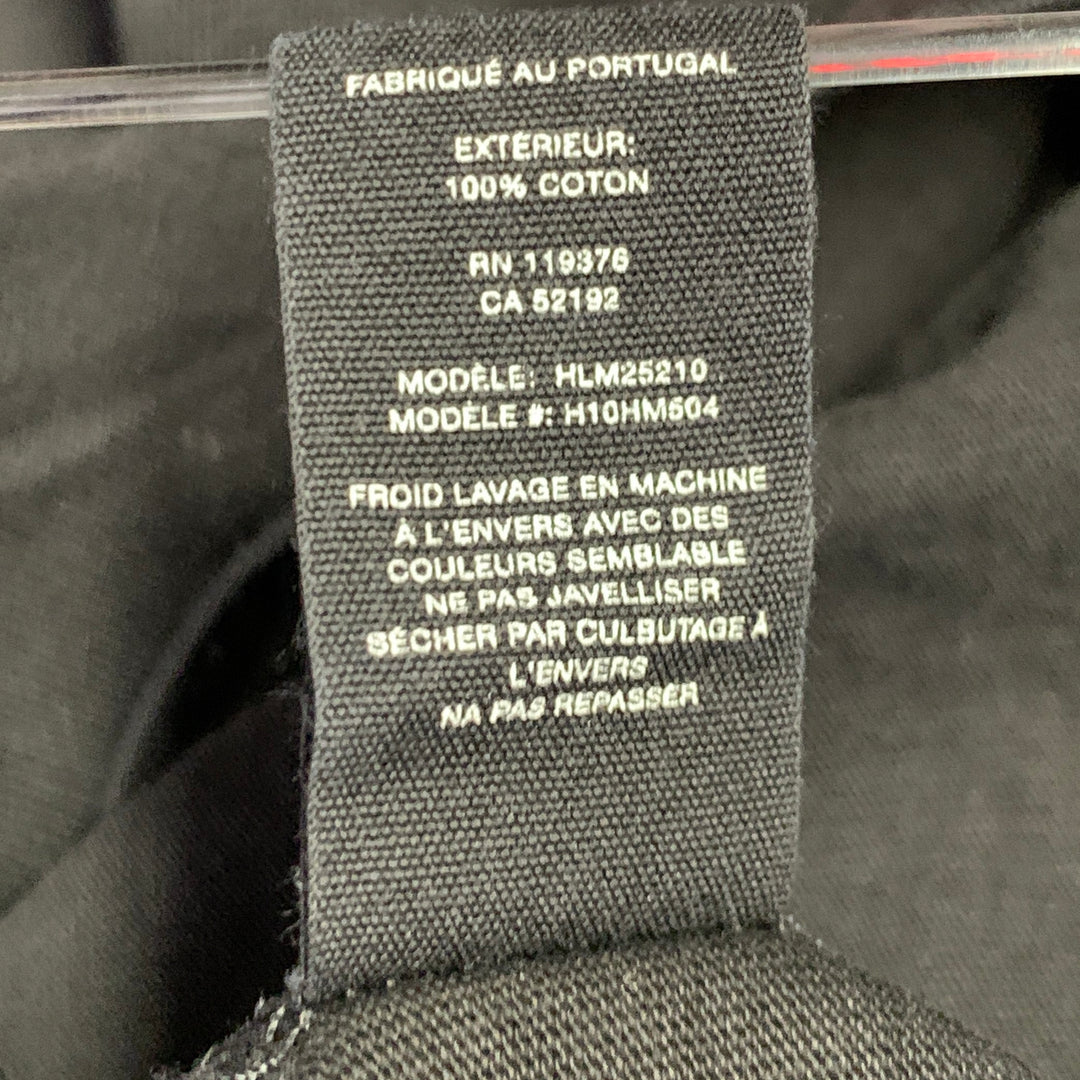 FABRIQUÉ AU PORTUGAL
EXTÉRIEUR:
100% COTON
RN 119376
CA 52192
MODÈLE: HLM25210
MODÈLE #: H10HM604
FROID LAVAGE EN MACHINE
À L'ENVERS AVEC DES
COULEURS SEMBLABLE
NE PAS JAVELLISER
SÉCHER PAR CULBUTAGE À
L'ENVERS
NA PAS REPASSER